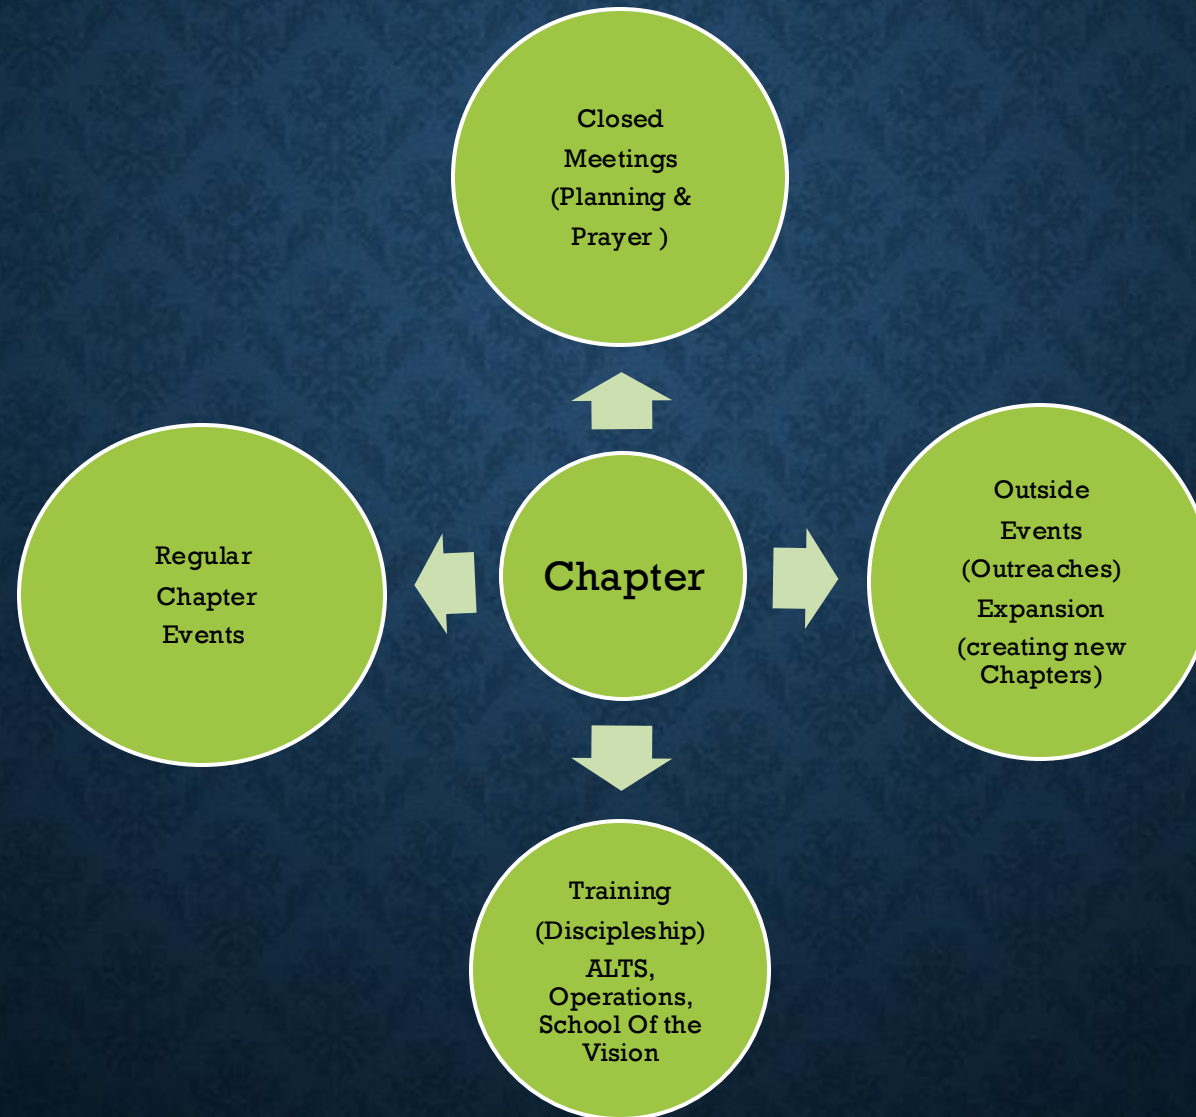 Closed
Meetings
(Planning &
Prayer )
Regular
Chapter
Events
Chapter
Outside
Events
(Outreaches)
Expansion
(creating new
Chapters)
Training
(Discipleship)
ALTS,
Operations,
School Of the
Vision